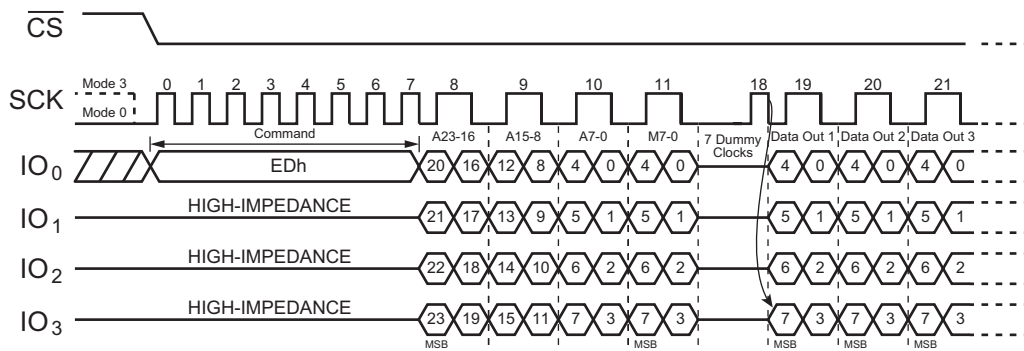 CS
SCK
Mode 3
Mode 0
0 1 2 3 4 5 6 7 8 9 10 11 18 19 20 21
Command A23-16 A15-8 A7-0 M7-0 7 Dummy Clocks Data Out 1 Data Out 2 Data Out 3
IO0 EDh 20 16 12 8 4 0 4 0 4 0 4 0 4 0
IO1 HIGH-IMPEDANCE 21 17 13 9 5 1 5 1 5 1 5 1 5 1
IO2 HIGH-IMPEDANCE 22 18 14 10 6 2 6 2 6 2 6 2 6 2
IO3 HIGH-IMPEDANCE 23 19 15 11 7 3 7 3 7 3 7 3 7 3
MSB MSB MSB MSB MSB